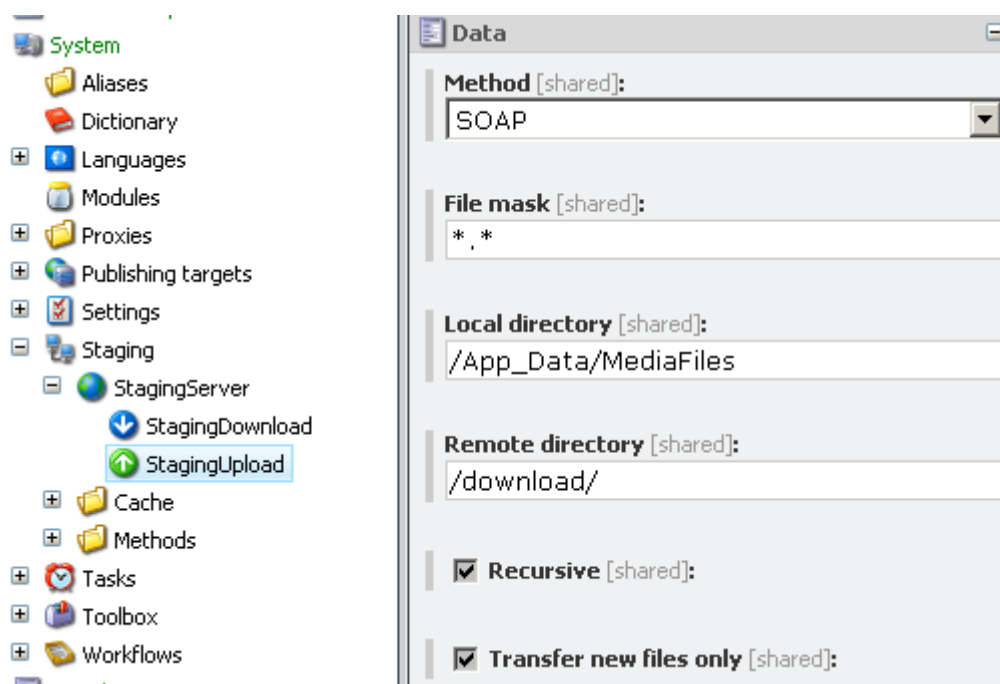 System
Aliases
Dictionary
Languages
Modules
Proxies
Publishing targets
Settings
Staging
StagingServer
StagingDownload
StagingUpload
Cache
Methods
Tasks
Toolbox
Workflows
Data
Method [shared]:
SOAP
File mask [shared]:
*.*
Local directory [shared]:
/App_Data/MediaFiles
Remote directory [shared]:
/download/
Recursive [shared]:
Transfer new files only [shared]: